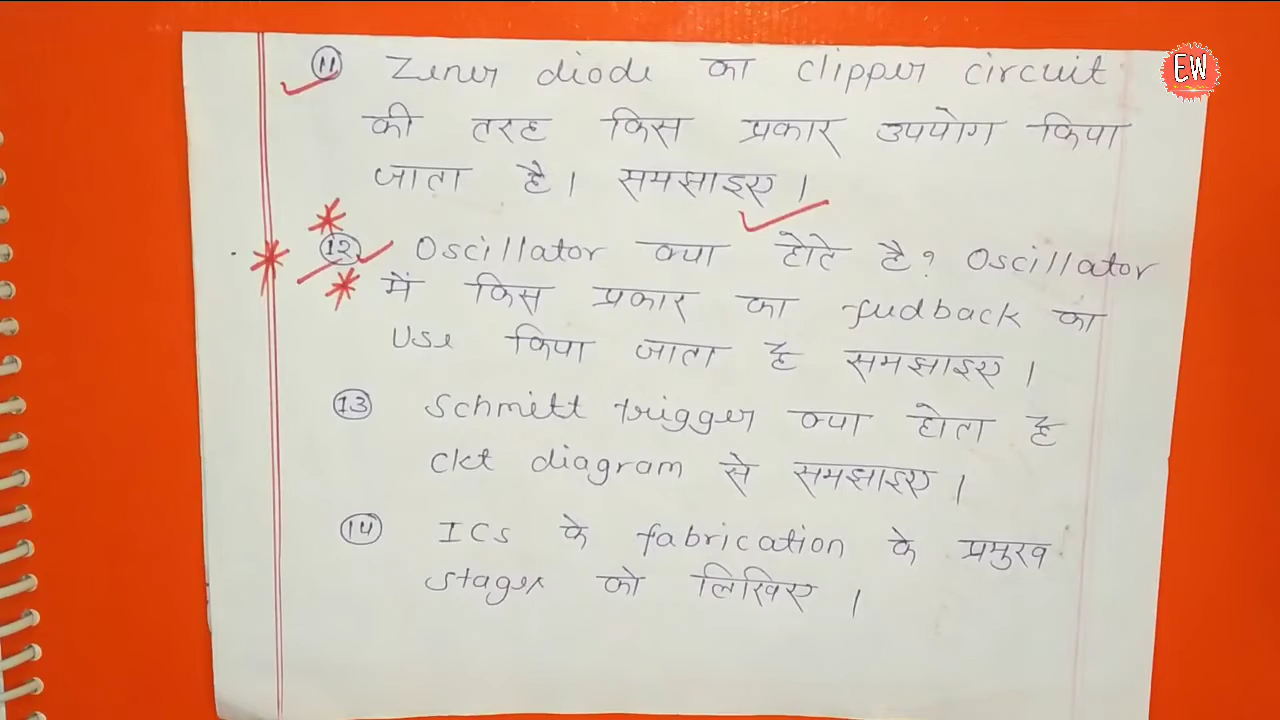 EW
11 Zener diode का clipper circuit
की तरह किस प्रकार उपयोग किया
जाता है। समझाइए।
12 Oscillator क्या होते है? Oscillator
में किस प्रकार का feedback का
Use किया जाता है समझाइए।
13 Schmitt trigger क्या होता है
ckt diagram से समझाइए।
14 ICs के fabrication के प्रमुख
stages को लिखिए।